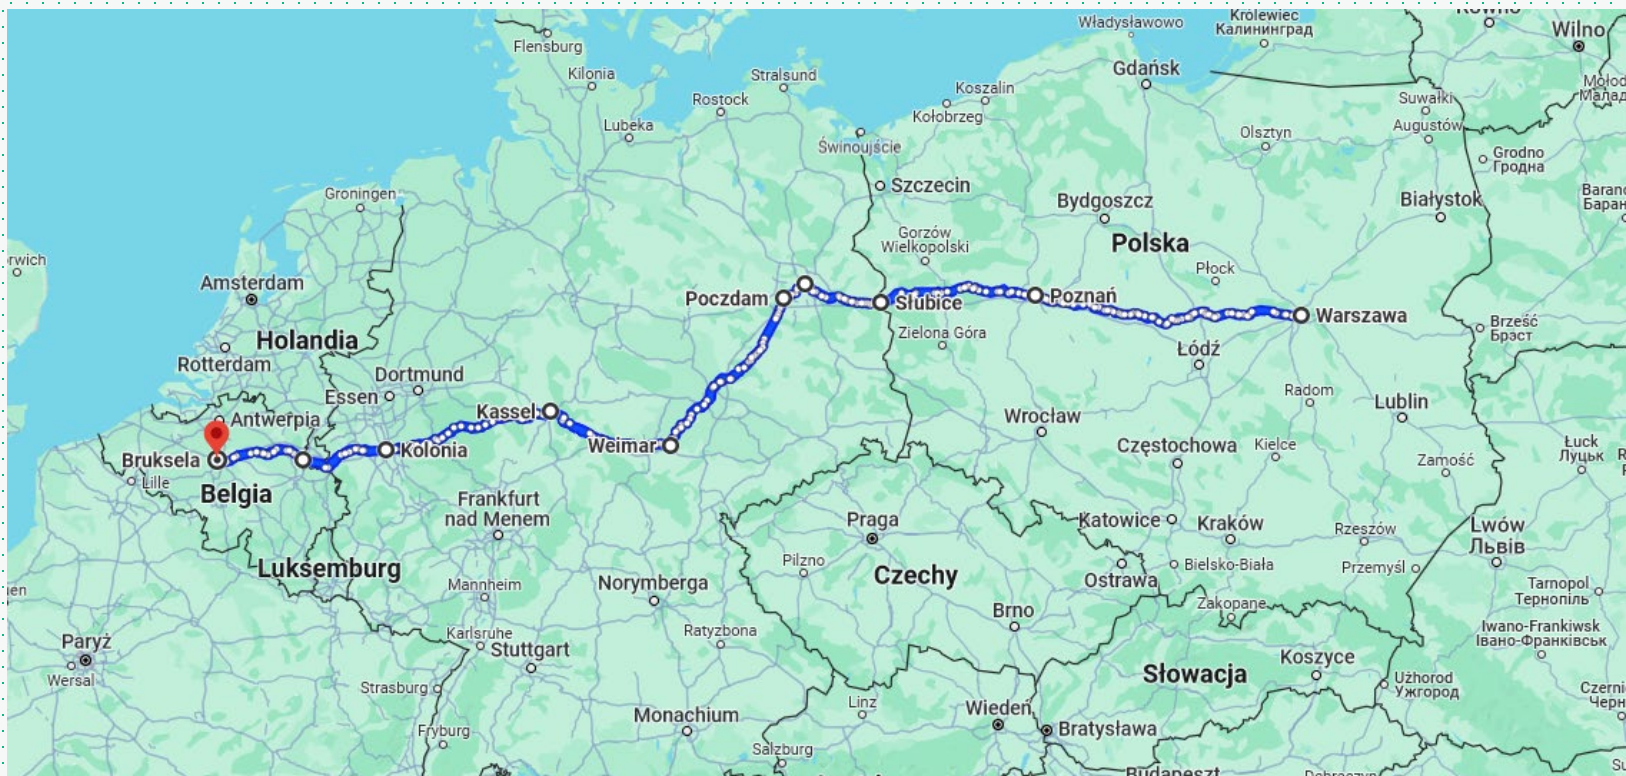 Władysławowo
Królewiec
Калининград
Wilno
Flensburg
Kilonia
Stralsund
Gdańsk
Rostock
Koszalin
Kołobrzeg
Suwałki
Lubeka
Augustów
Olsztyn
Świnoujście
Grodno
Гродна
Szczecin
Groningen
Bydgoszcz
Białystok
Gorzów
Wielkopolski
Polska
rwich
Płock
Amsterdam
Poczdam
Słubice
Poznań
Warszawa
Brześć
Брэст
Holandia
Zielona Góra
Rotterdam
Łódź
Dortmund
Essen
Radom
Lublin
Antwerpia
Kassel
Wrocław
Bruksela
Kolonia
Weimar
Częstochowa
Kielce
Łuck
Луцьк
Zamość
Lille
Belgia
Frankfurt
nad Menem
Praga
Katowice
Kraków
Rzeszów
Lwów
Львів
Luksemburg
Pilzno
Czechy
Ostrawa
Bielsko-Biała
Przemyśl
Mannheim
Norymberga
Tarnopol
Тернопіль
Brno
Zakopane
Karlsruhe
Ratyzbona
Iwano-Frankiwsk
Івано-Франківськ
Paryż
Stuttgart
Koszyce
Wersal
Słowacja
Użhorod
Ужгород
Strasburg
Linz
Wiedeń
Monachium
Fryburg
Bratysława
Salzburg
Budapeszt